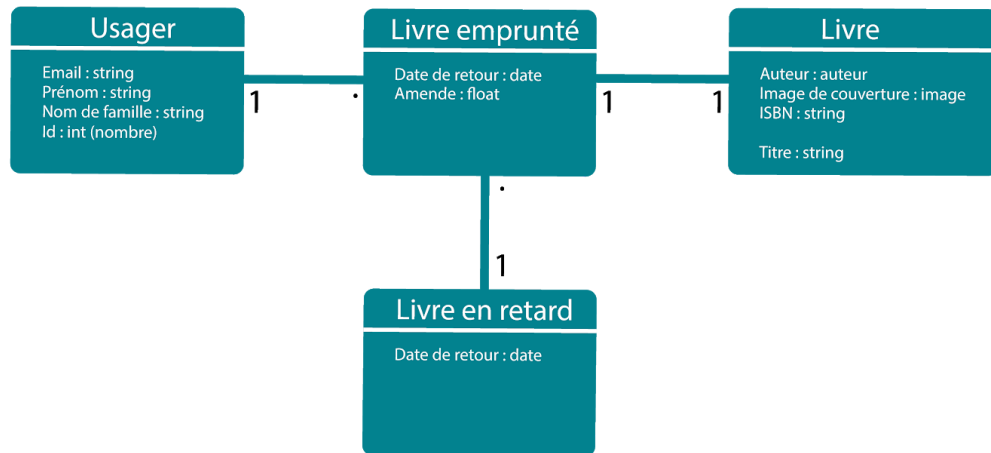 Usager
Email : string
Prénom : string
Nom de famille : string
Id : int (nombre)
1
.
Livre emprunté
Date de retour : date
Amende : float
1
1
Livre
Auteur : auteur
Image de couverture : image
ISBN : string
Titre : string
.
1
Livre en retard
Date de retour : date